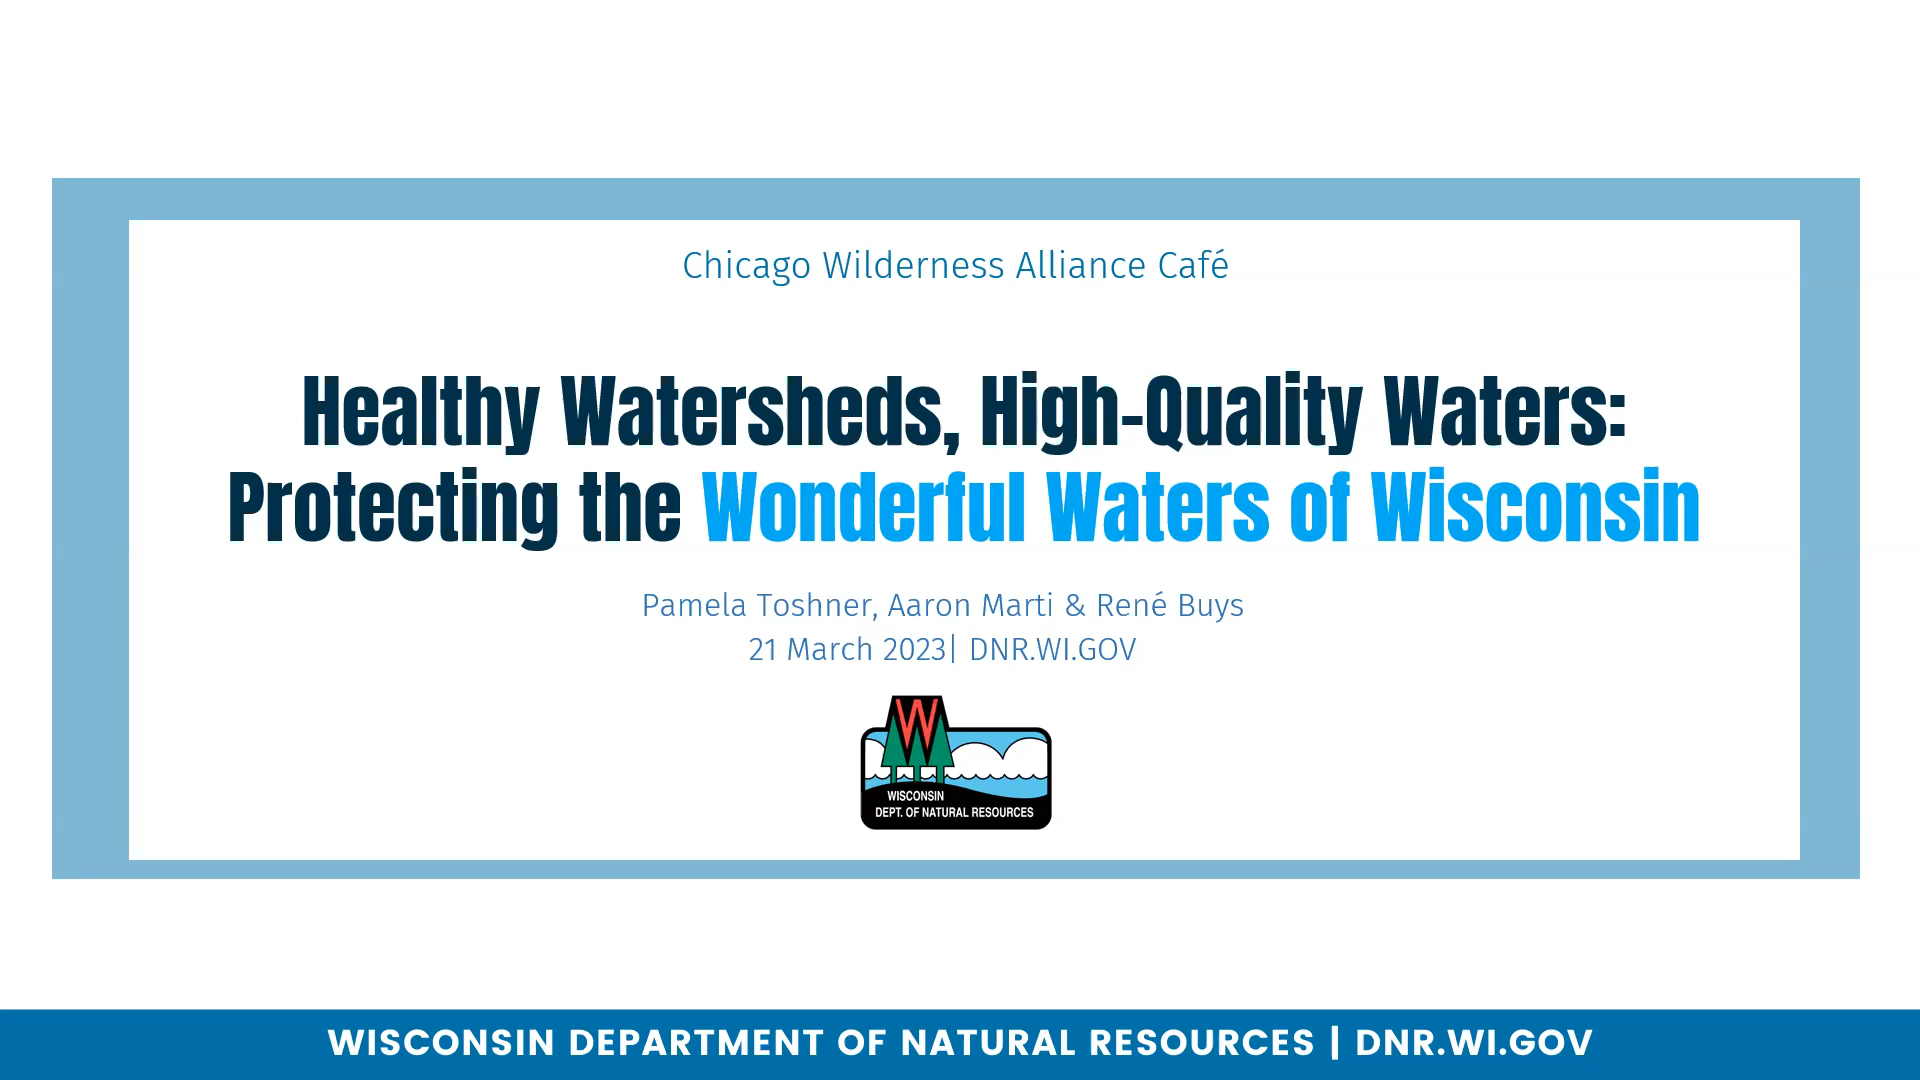 Chicago Wilderness Alliance Café
Healthy Watersheds, High-Quality Waters:
Protecting the Wonderful Waters of Wisconsin
Pamela Toshner, Aaron Marti & René Buys
21 March 2023| DNR.WI.GOV
W
WISCONSIN
DEPT. OF NATURAL RESOURCES
WISCONSIN DEPARTMENT OF NATURAL RESOURCES | DNR.WI.GOV